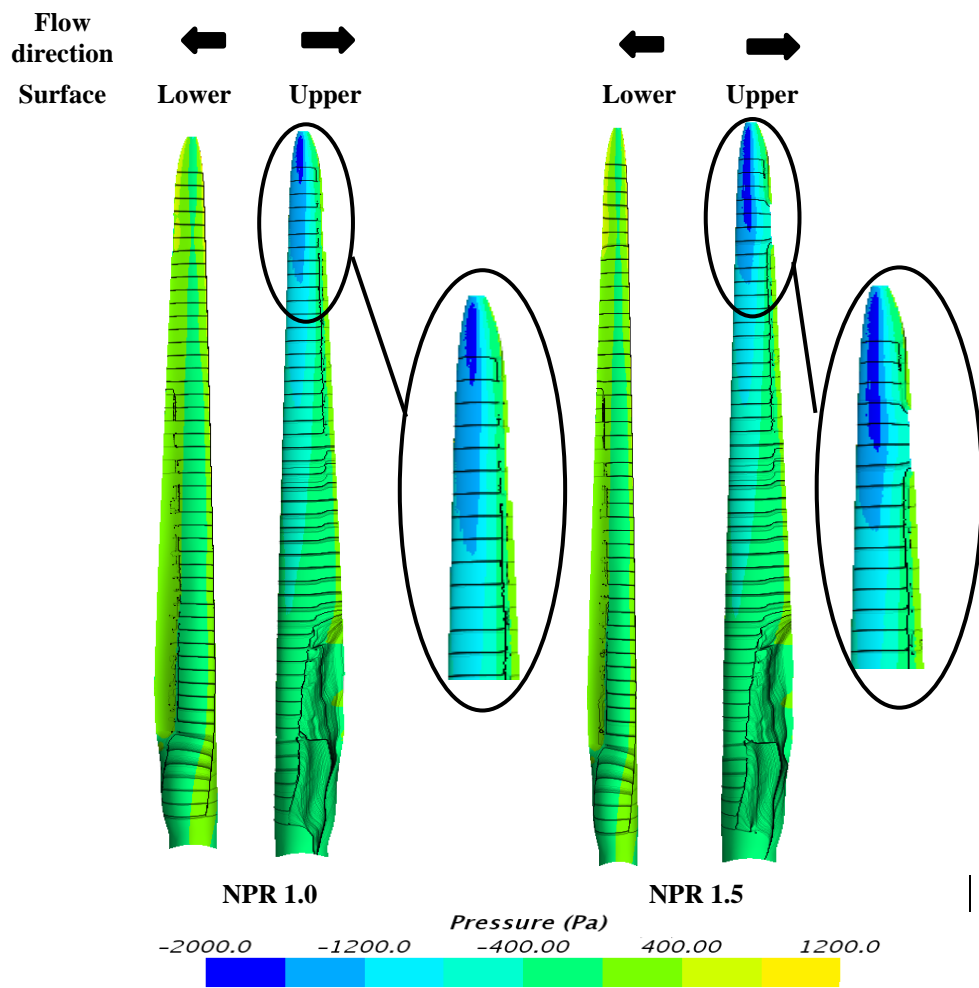 Flow
direction
Surface Lower Upper Lower Upper
NPR 1.0 NPR 1.5
Pressure (Pa)
-2000.0 -1200.0 -400.00 400.00 1200.0